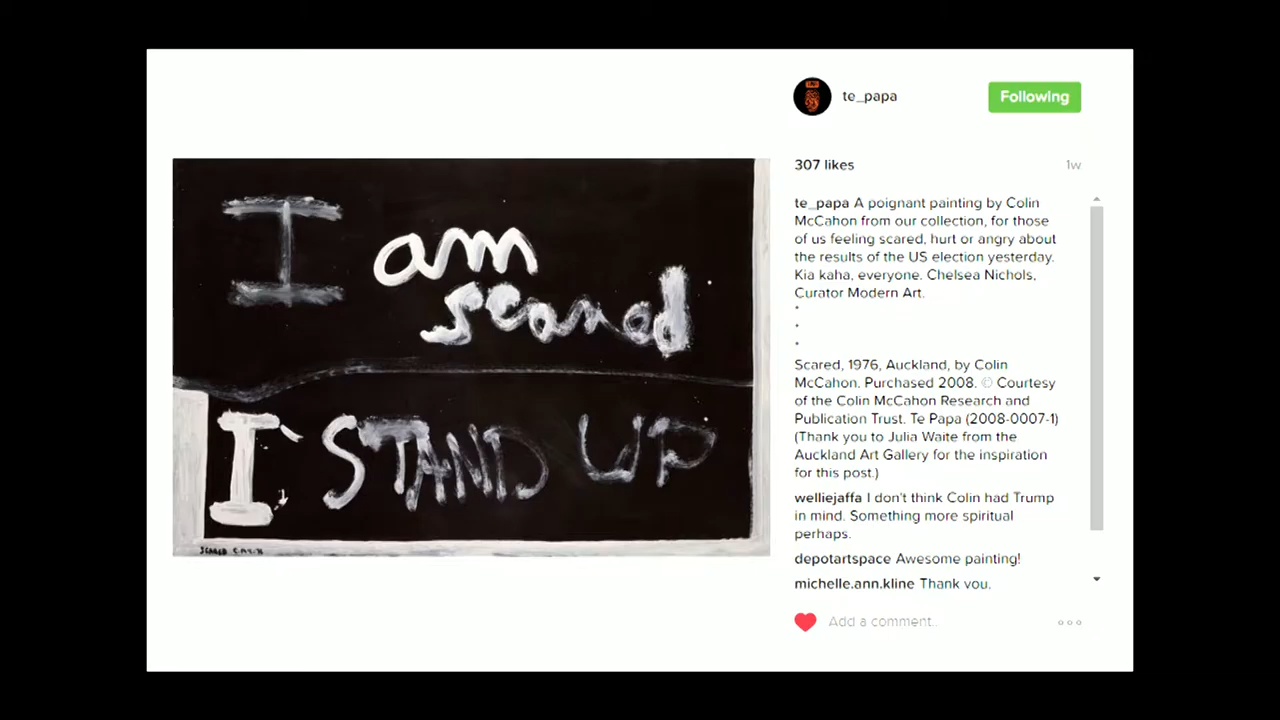 te_papa
Following
I am
scared
I STAND UP
SCARED C.McC.76
307 likes
1w
te_papa A poignant painting by Colin
McCahon from our collection, for those
of us feeling scared, hurt or angry about
the results of the US election yesterday.
Kia kaha, everyone. Chelsea Nichols,
Curator Modern Art.
•
•
•
Scared, 1976, Auckland, by Colin
McCahon. Purchased 2008. © Courtesy
of the Colin McCahon Research and
Publication Trust. Te Papa (2008-0007-1)
(Thank you to Julia Waite from the
Auckland Art Gallery for the inspiration
for this post.)
welliejaffa I don't think Colin had Trump
in mind. Something more spiritual
perhaps.
depotartspace Awesome painting!
michelle.ann.kline Thank you.
Add a comment..